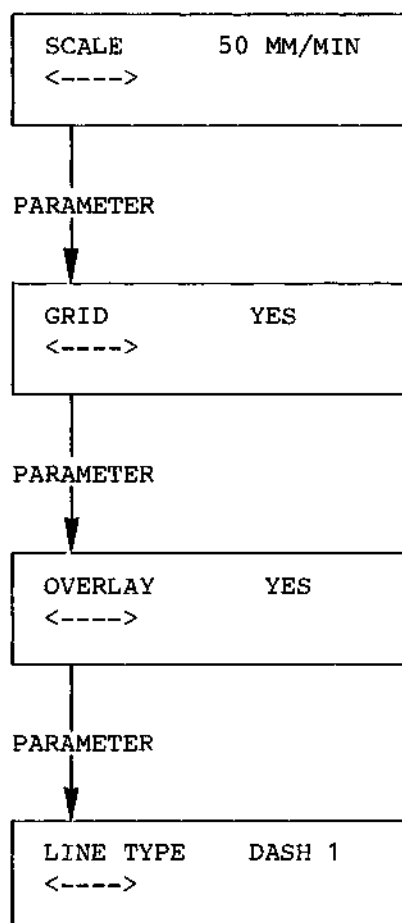 SCALE 50 MM/MIN
<---->
PARAMETER
GRID YES
<---->
PARAMETER
OVERLAY YES
<---->
PARAMETER
LINE TYPE DASH 1
<---->